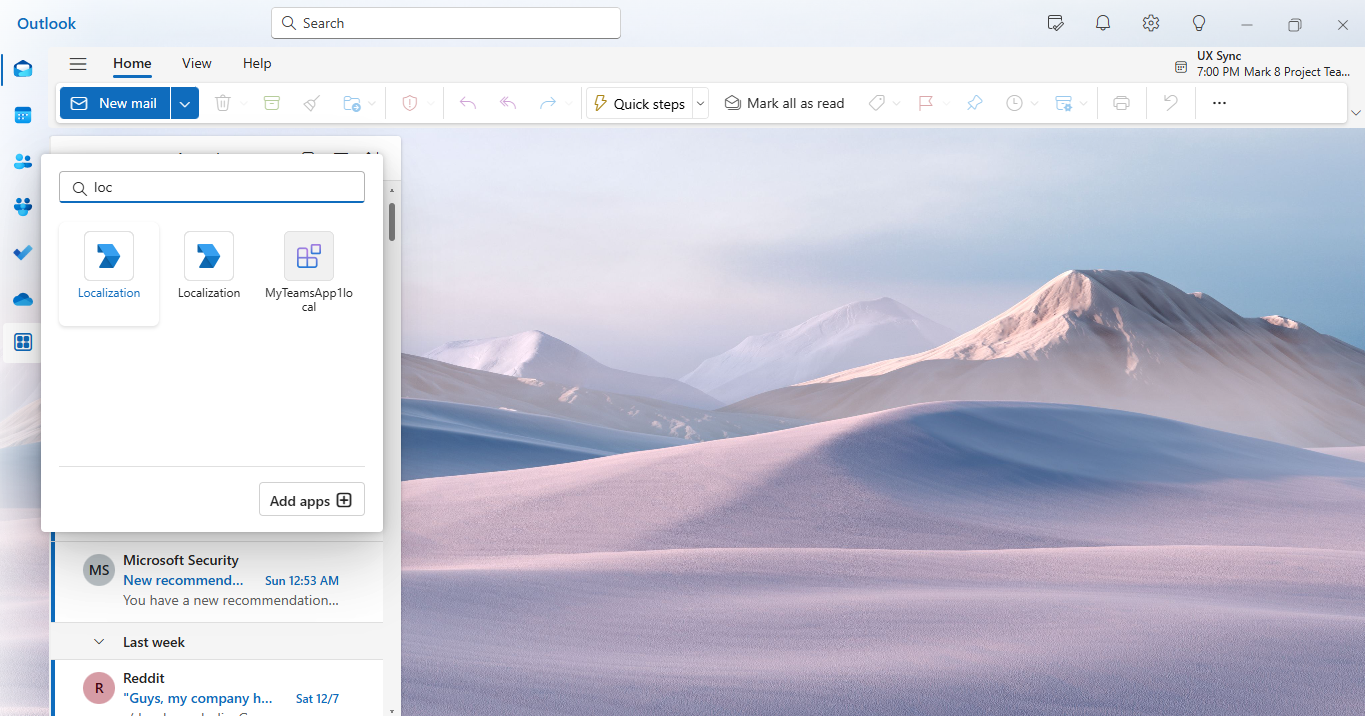 Outlook
Search
UX Sync
7:00 PM Mark 8 Project Tea...
Home View Help
New mail
Quick steps
Mark all as read
loc
Localization
Localization
MyTeamsApp1lo
cal
Add apps
MS
Microsoft Security
New recommend... Sun 12:53 AM
You have a new recommendation...
Last week
R
Reddit
"Guys, my company h... Sat 12/7